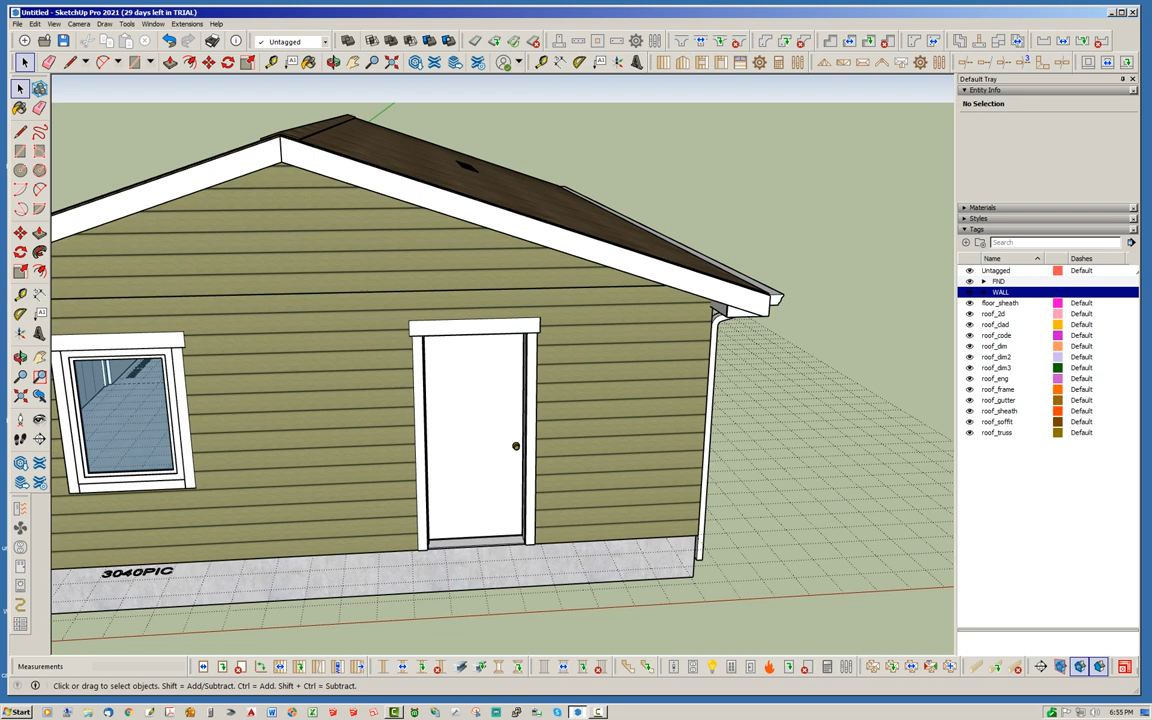 Untitled - SketchUp Pro 2021 (29 days left in TRIAL)
File Edit View Camera Draw Tools Window Extensions Help
Untagged
Default Tray
Entity Info
No Selection
Materials
Styles
Tags
Search
Name Dashes
Untagged Default
FND
WALL
floor_sheath Default
roof_2d Default
roof_clad Default
roof_code Default
roof_dim Default
roof_dim2 Default
roof_dim3 Default
roof_eng Default
roof_frame Default
roof_gutter Default
roof_sheath Default
roof_soffit Default
roof_truss Default
3040PIC
Measurements
Click or drag to select objects. Shift = Add/Subtract. Ctrl = Add. Shift + Ctrl = Subtract.
Start
6:55 PM